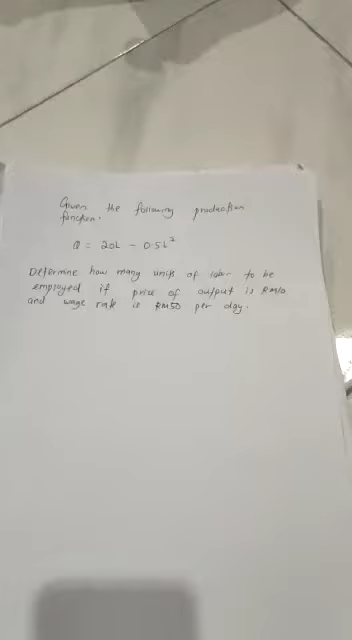 Given the following production
function.
Q = 20L - 0.5L²
Determine how many units of labor to be
employed if price of output is RM10
and wage rate is RM50 per day.